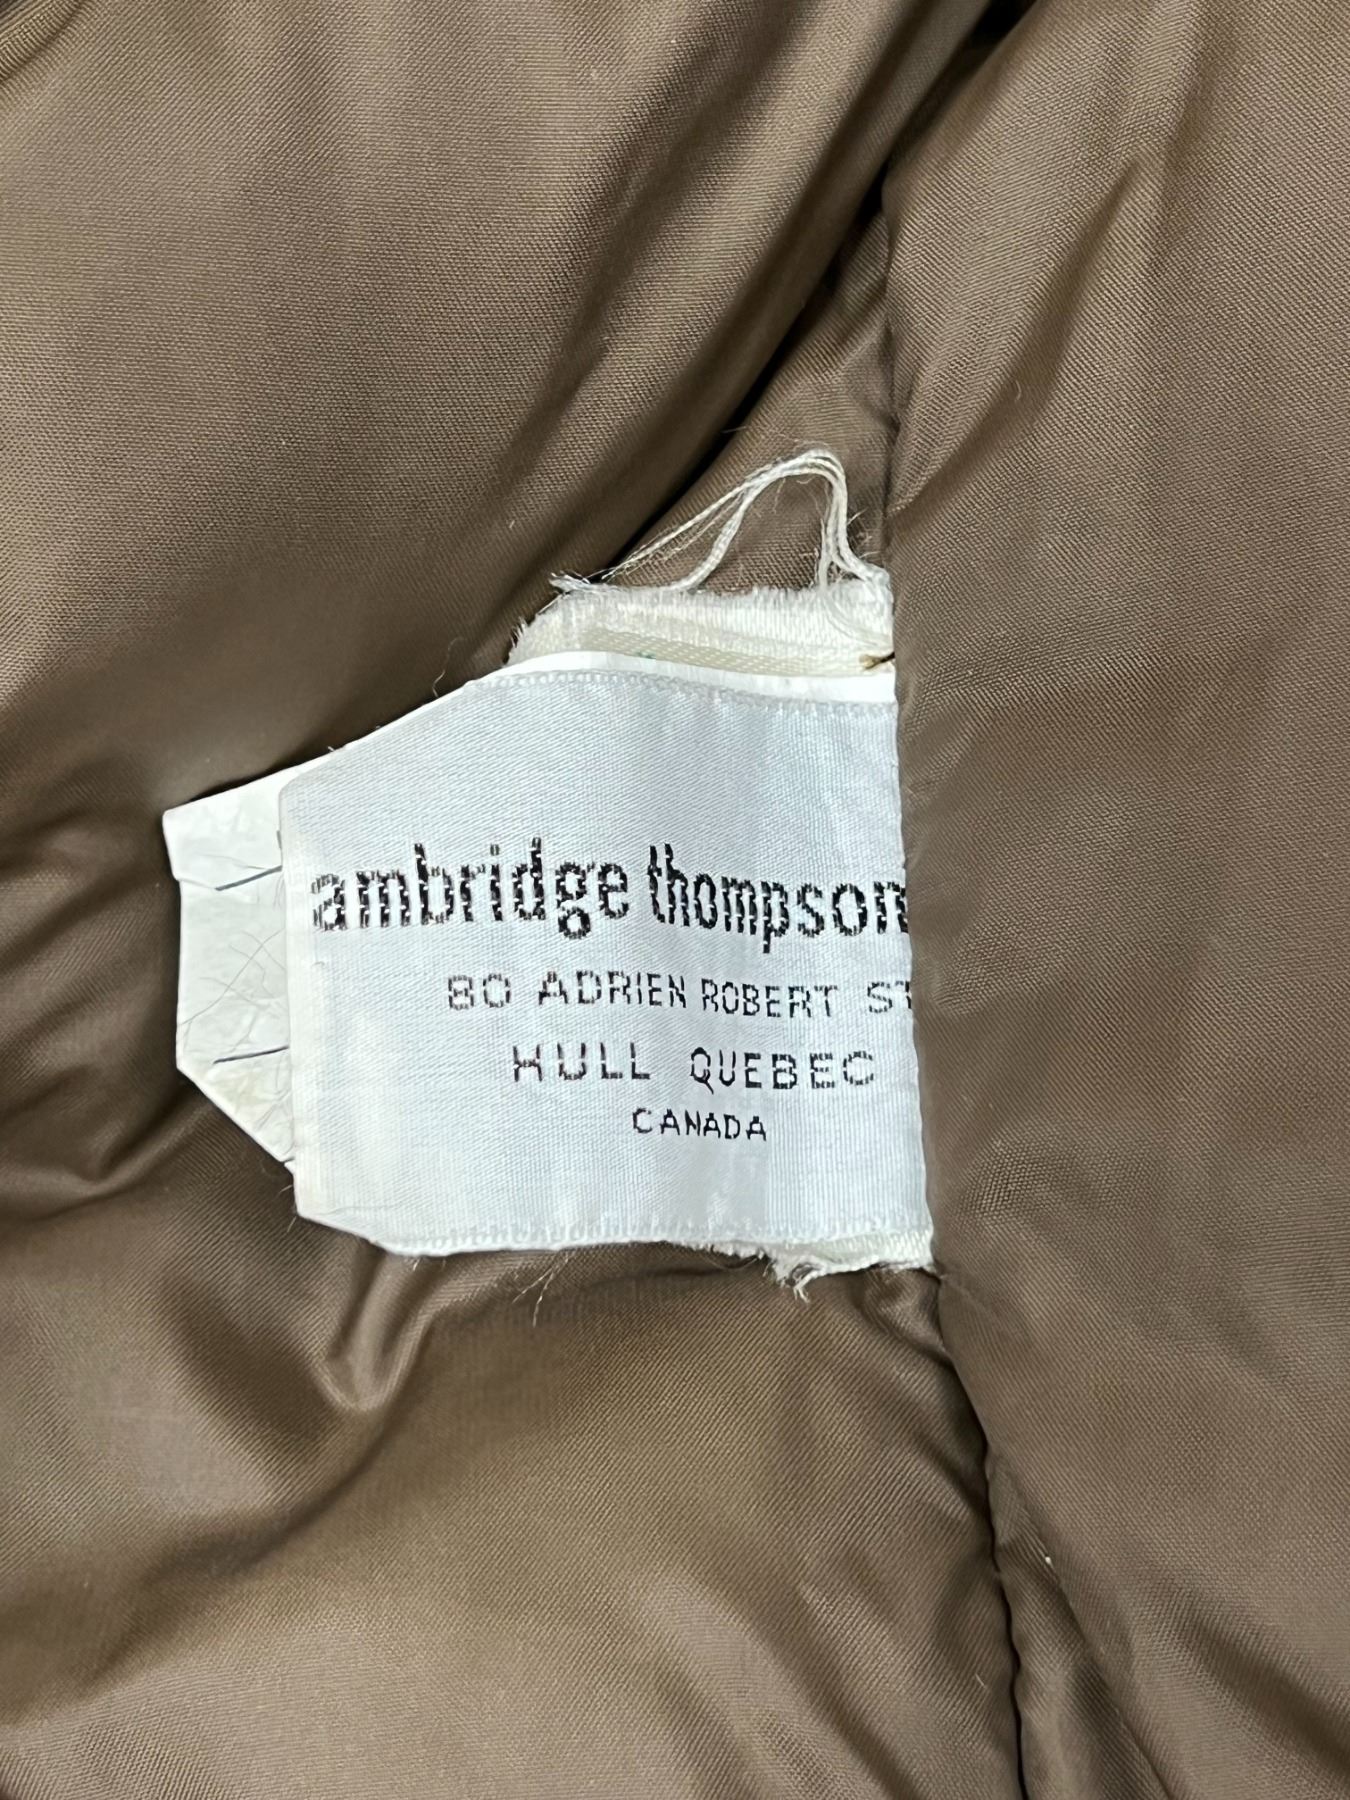 ambridge thompson
80 ADRIEN ROBERT ST
HULL QUEBEC
CANADA